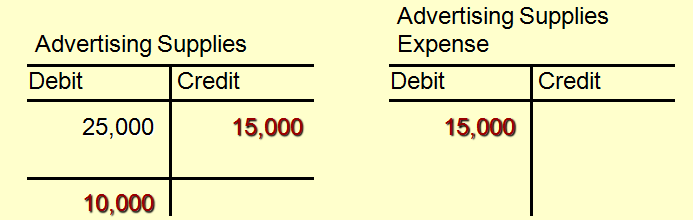 Advertising Supplies
Debit Credit
25,000 15,000
10,000
Advertising Supplies
Expense
Debit Credit
15,000